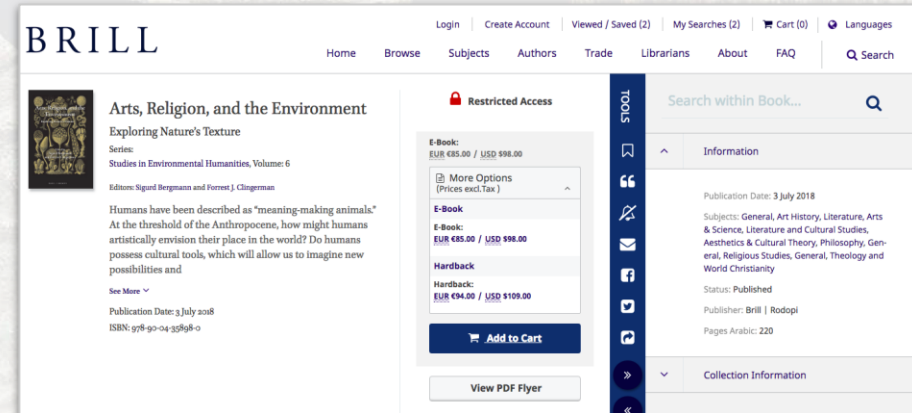 Login Create Account Viewed / Saved (2) My Searches (2) Cart (0) Languages
BRILL
Home Browse Subjects Authors Trade Librarians About FAQ Search
Arts, Religion, and the Environment
Exploring Nature's Texture
Series:
Studies in Environmental Humanities, Volume: 6
Editors: Sigurd Bergmann and Forrest J. Clingerman
Humans have been described as “meaning-making animals.”
At the threshold of the Anthropocene, how might humans
artistically envision their place in the world? Do humans
possess cultural tools, which will allow us to imagine new
possibilities and
See More
Publication Date: 3 July 2018
ISBN: 978-90-04-35898-0
Restricted Access
E-Book:
EUR €85.00 / USD $98.00
More Options
(Prices excl.Tax )
E-Book
E-Book:
EUR €85.00 / USD $98.00
Hardback
Hardback:
EUR €94.00 / USD $109.00
Add to Cart
View PDF Flyer
TOOLS
Search within Book...
Information
Publication Date: 3 July 2018
Subjects: General, Art History, Literature, Arts
& Science, Literature and Cultural Studies,
Aesthetics & Cultural Theory, Philosophy, Gen-
eral, Religious Studies, General, Theology and
World Christianity
Status: Published
Publisher: Brill | Rodopi
Pages Arabic: 220
Collection Information